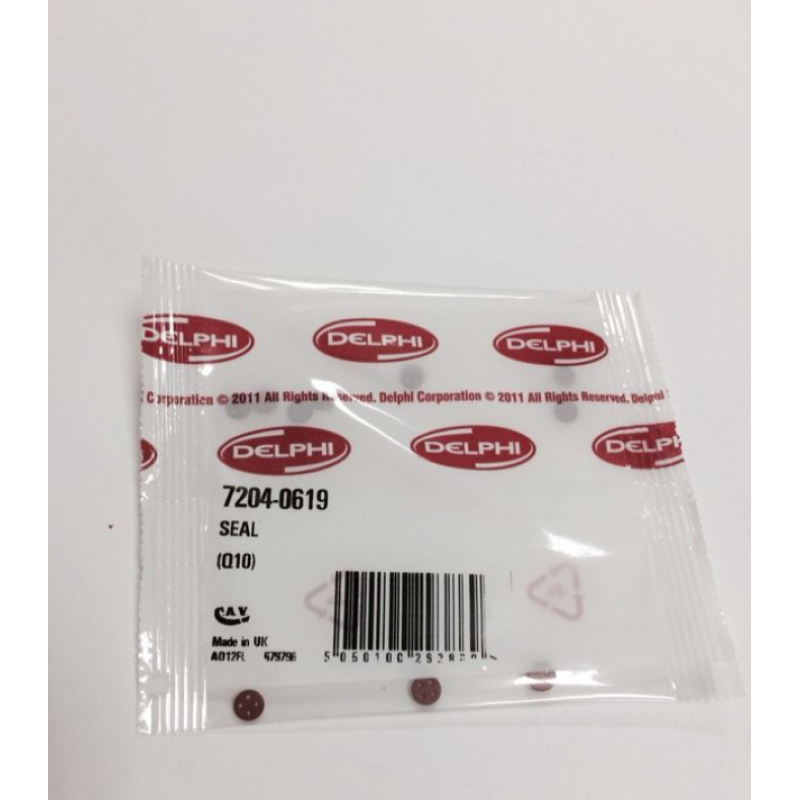 DELPHI DELPHI DELPHI
Corporation © 2011 All Rights Reserved. Delphi Corporation © 2011 All Rights Reserved. Delphi
DELPHI DELPHI DELPHI
7204-0619
SEAL
(Q10)
C.A.V.
Made in UK
679796